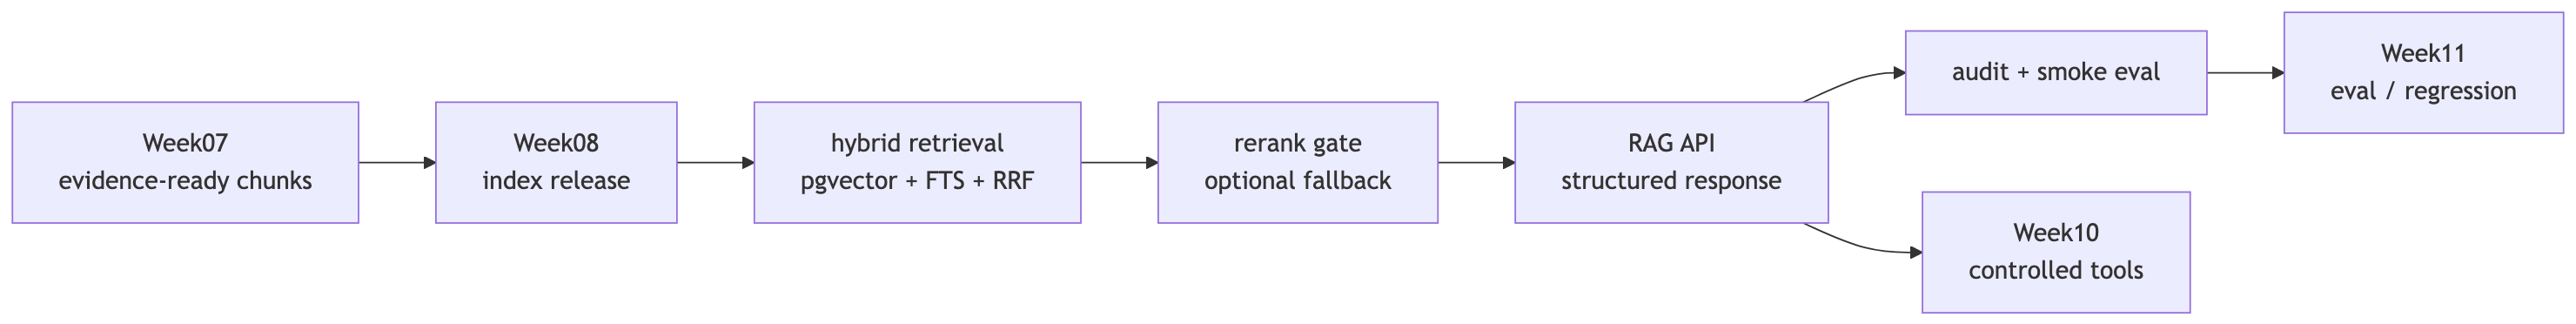 Week07
evidence-ready chunks
Week08
index release
hybrid retrieval
pgvector + FTS + RRF
rerank gate
optional fallback
RAG API
structured response
audit + smoke eval
Week11
eval / regression
Week10
controlled tools